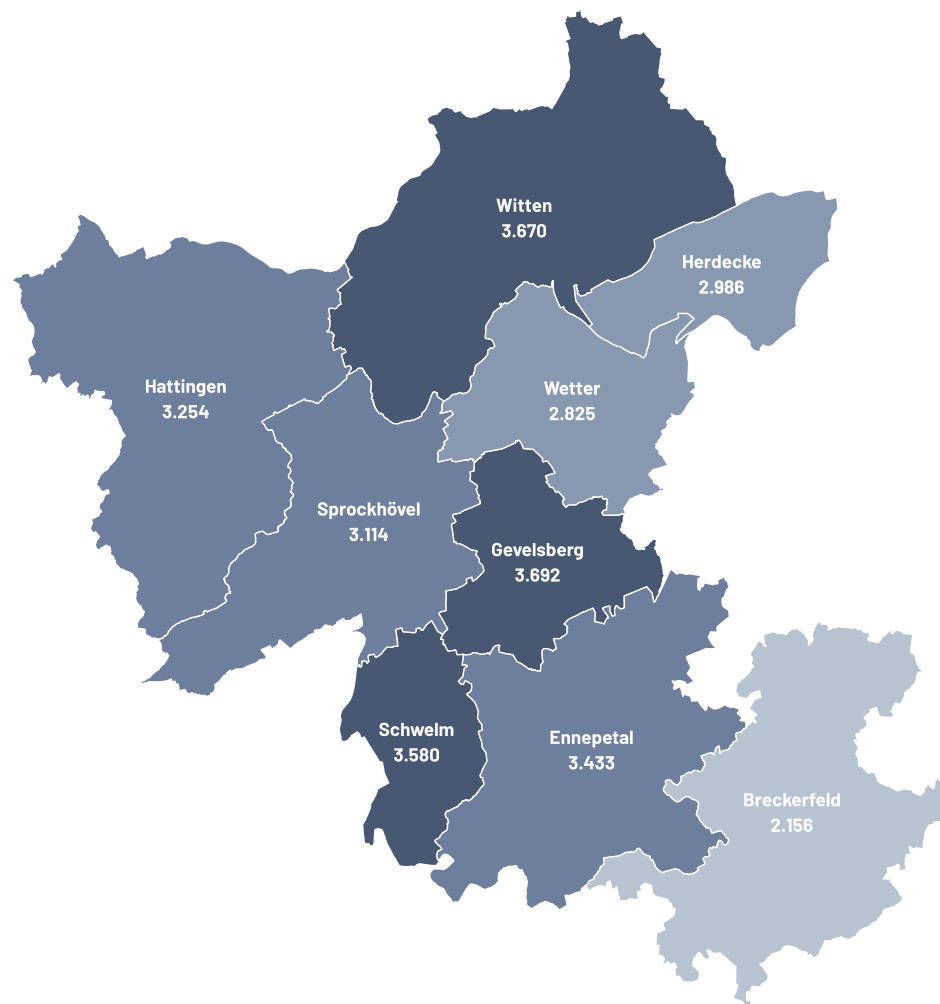 Witten
3.670
Herdecke
2.986
Hattingen
3.254
Wetter
2.825
Sprockhövel
3.114
Gevelsberg
3.692
Schwelm
3.580
Ennepetal
3.433
Breckerfeld
2.156